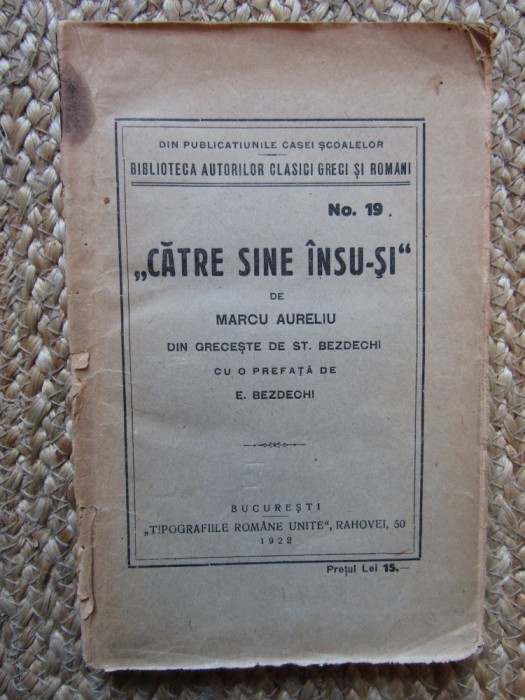 DIN PUBLICATIUNILE CASEI ȘCOALELOR
BIBLIOTECA AUTORILOR CLASICI GRECI ȘI ROMANI
No. 19.
„CĂTRE SINE ÎNSU-ȘI“
DE
MARCU AURELIU
DIN GRECEȘTE DE ST. BEZDECHI
CU O PREFAȚĂ DE
E. BEZDECHI
BUCUREȘTI
„TIPOGRAFIILE ROMÂNE UNITE“, RAHOVEI, 50
1922
Prețul Lei 15.—